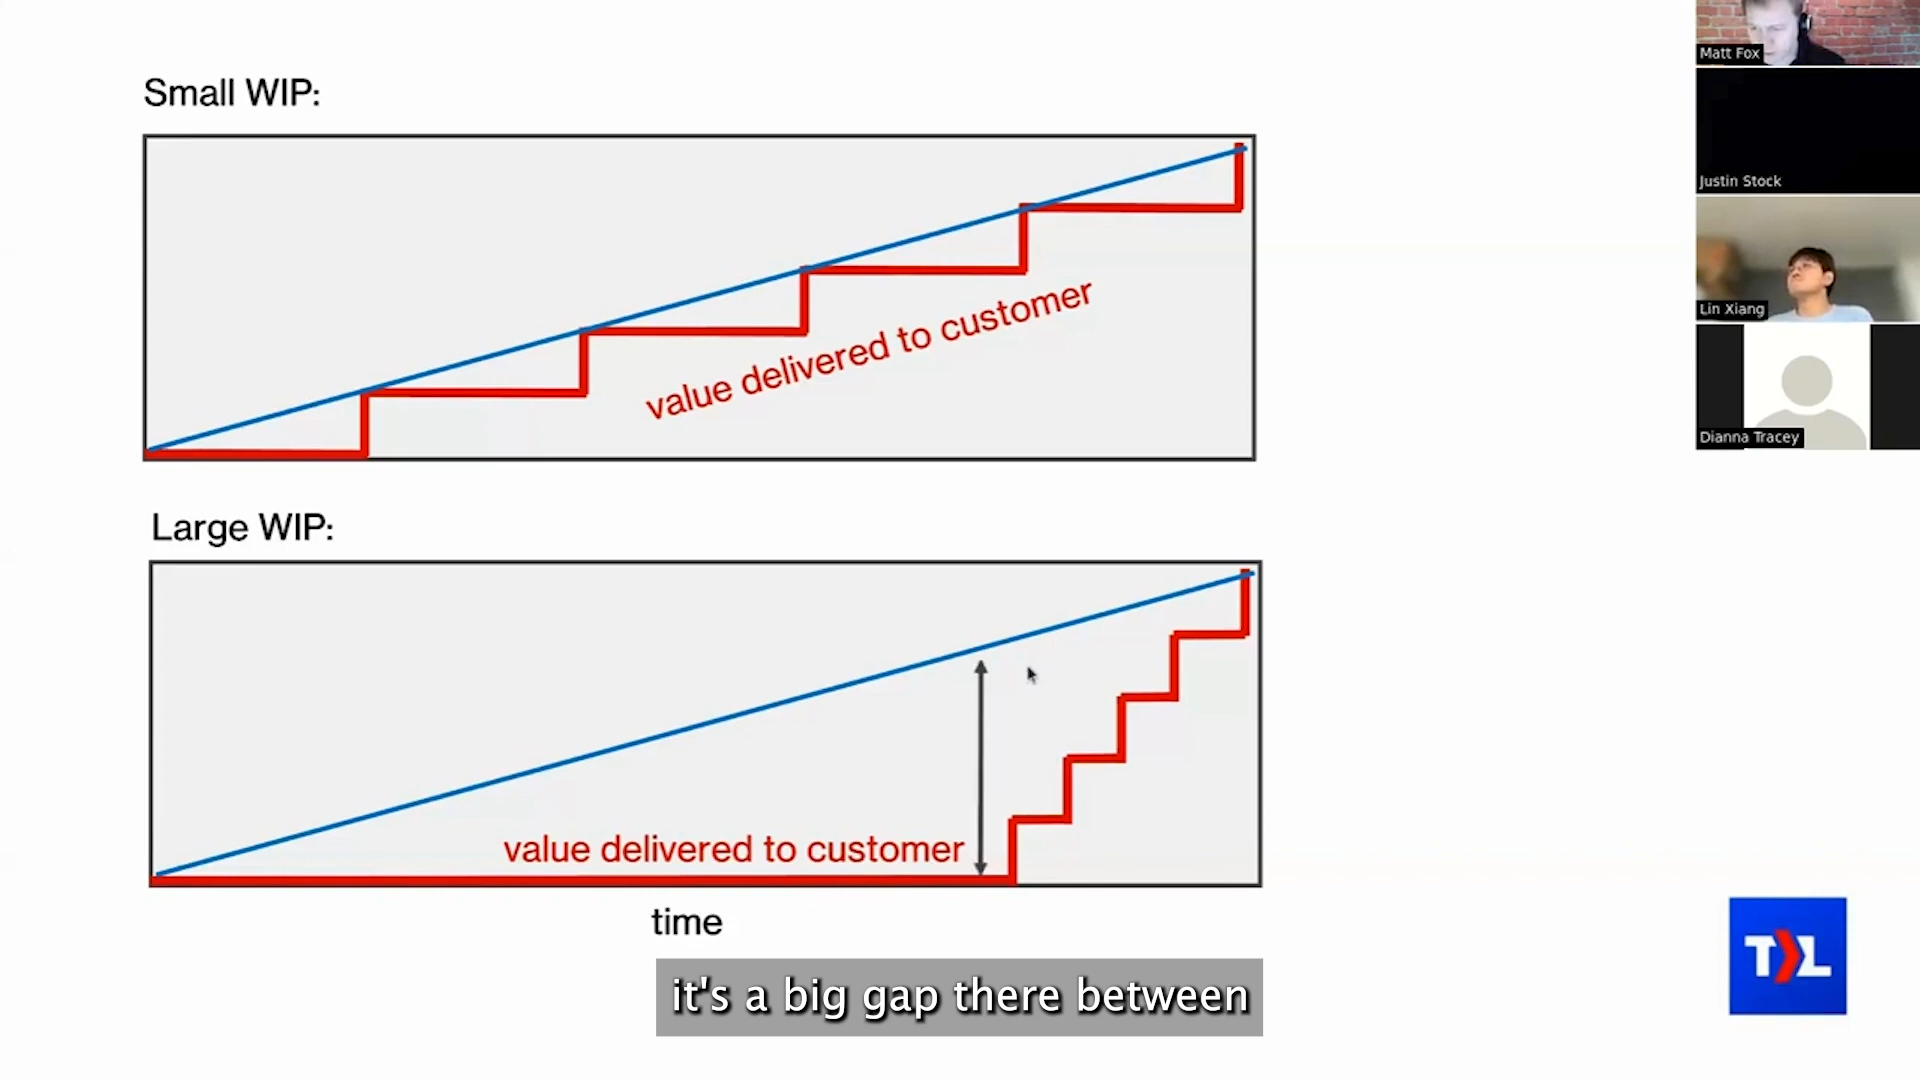 Small WIP:
value delivered to customer
Large WIP:
value delivered to customer
time
it's a big gap there between
Matt Fox
Justin Stock
Lin Xiang
Dianna Tracey
TL